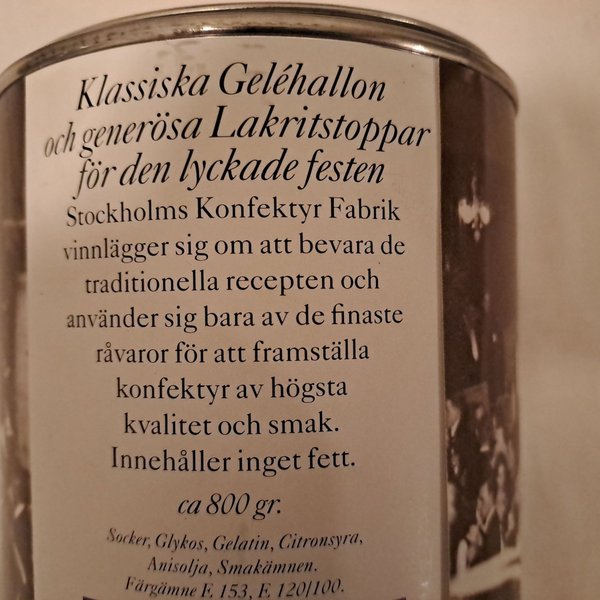 Klassiska Geléhallon
och generösa Lakritstoppar
för den lyckade festen
Stockholms Konfektyr Fabrik
vinnlägger sig om att bevara de
traditionella recepten och
använder sig bara av de finaste
råvaror för att framställa
konfektyr av högsta
kvalitet och smak.
Innehåller inget fett.
ca 800 gr.
Socker, Glykos, Gelatin, Citronsyra,
Anisolja, Smakämnen.
Färgämne E 153, E 120/100.